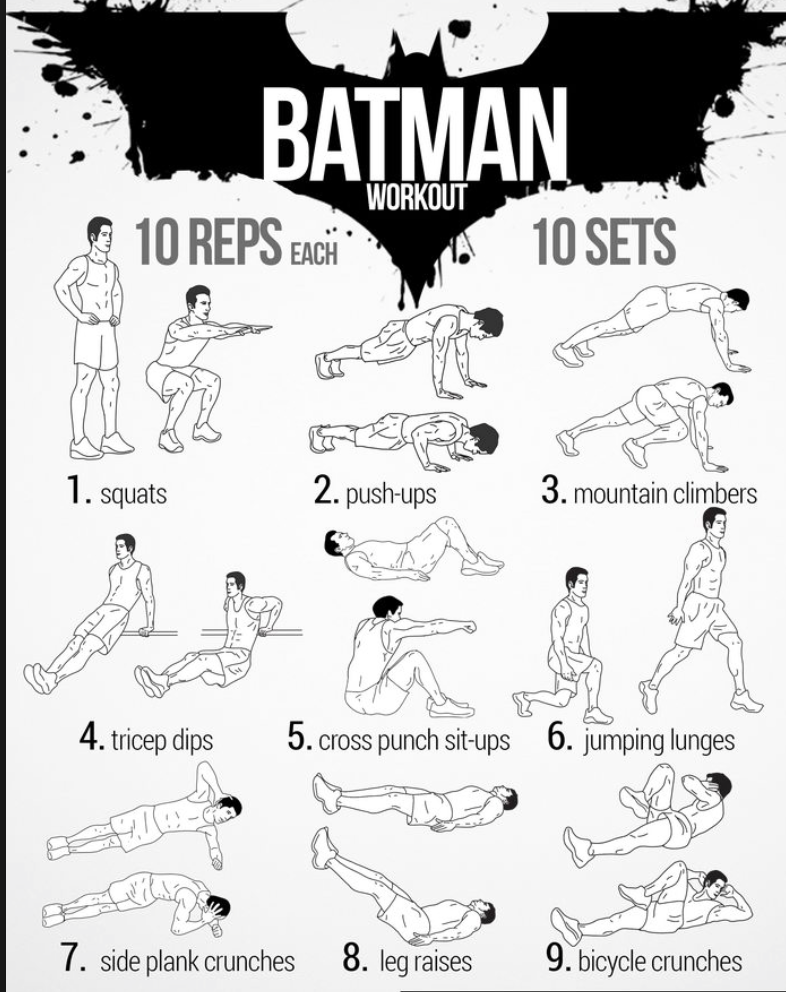 BATMAN
WORKOUT
10 REPS EACH
10 SETS
1. squats
2. push-ups
3. mountain climbers
4. tricep dips
5. cross punch sit-ups
6. jumping lunges
7. side plank crunches
8. leg raises
9. bicycle crunches